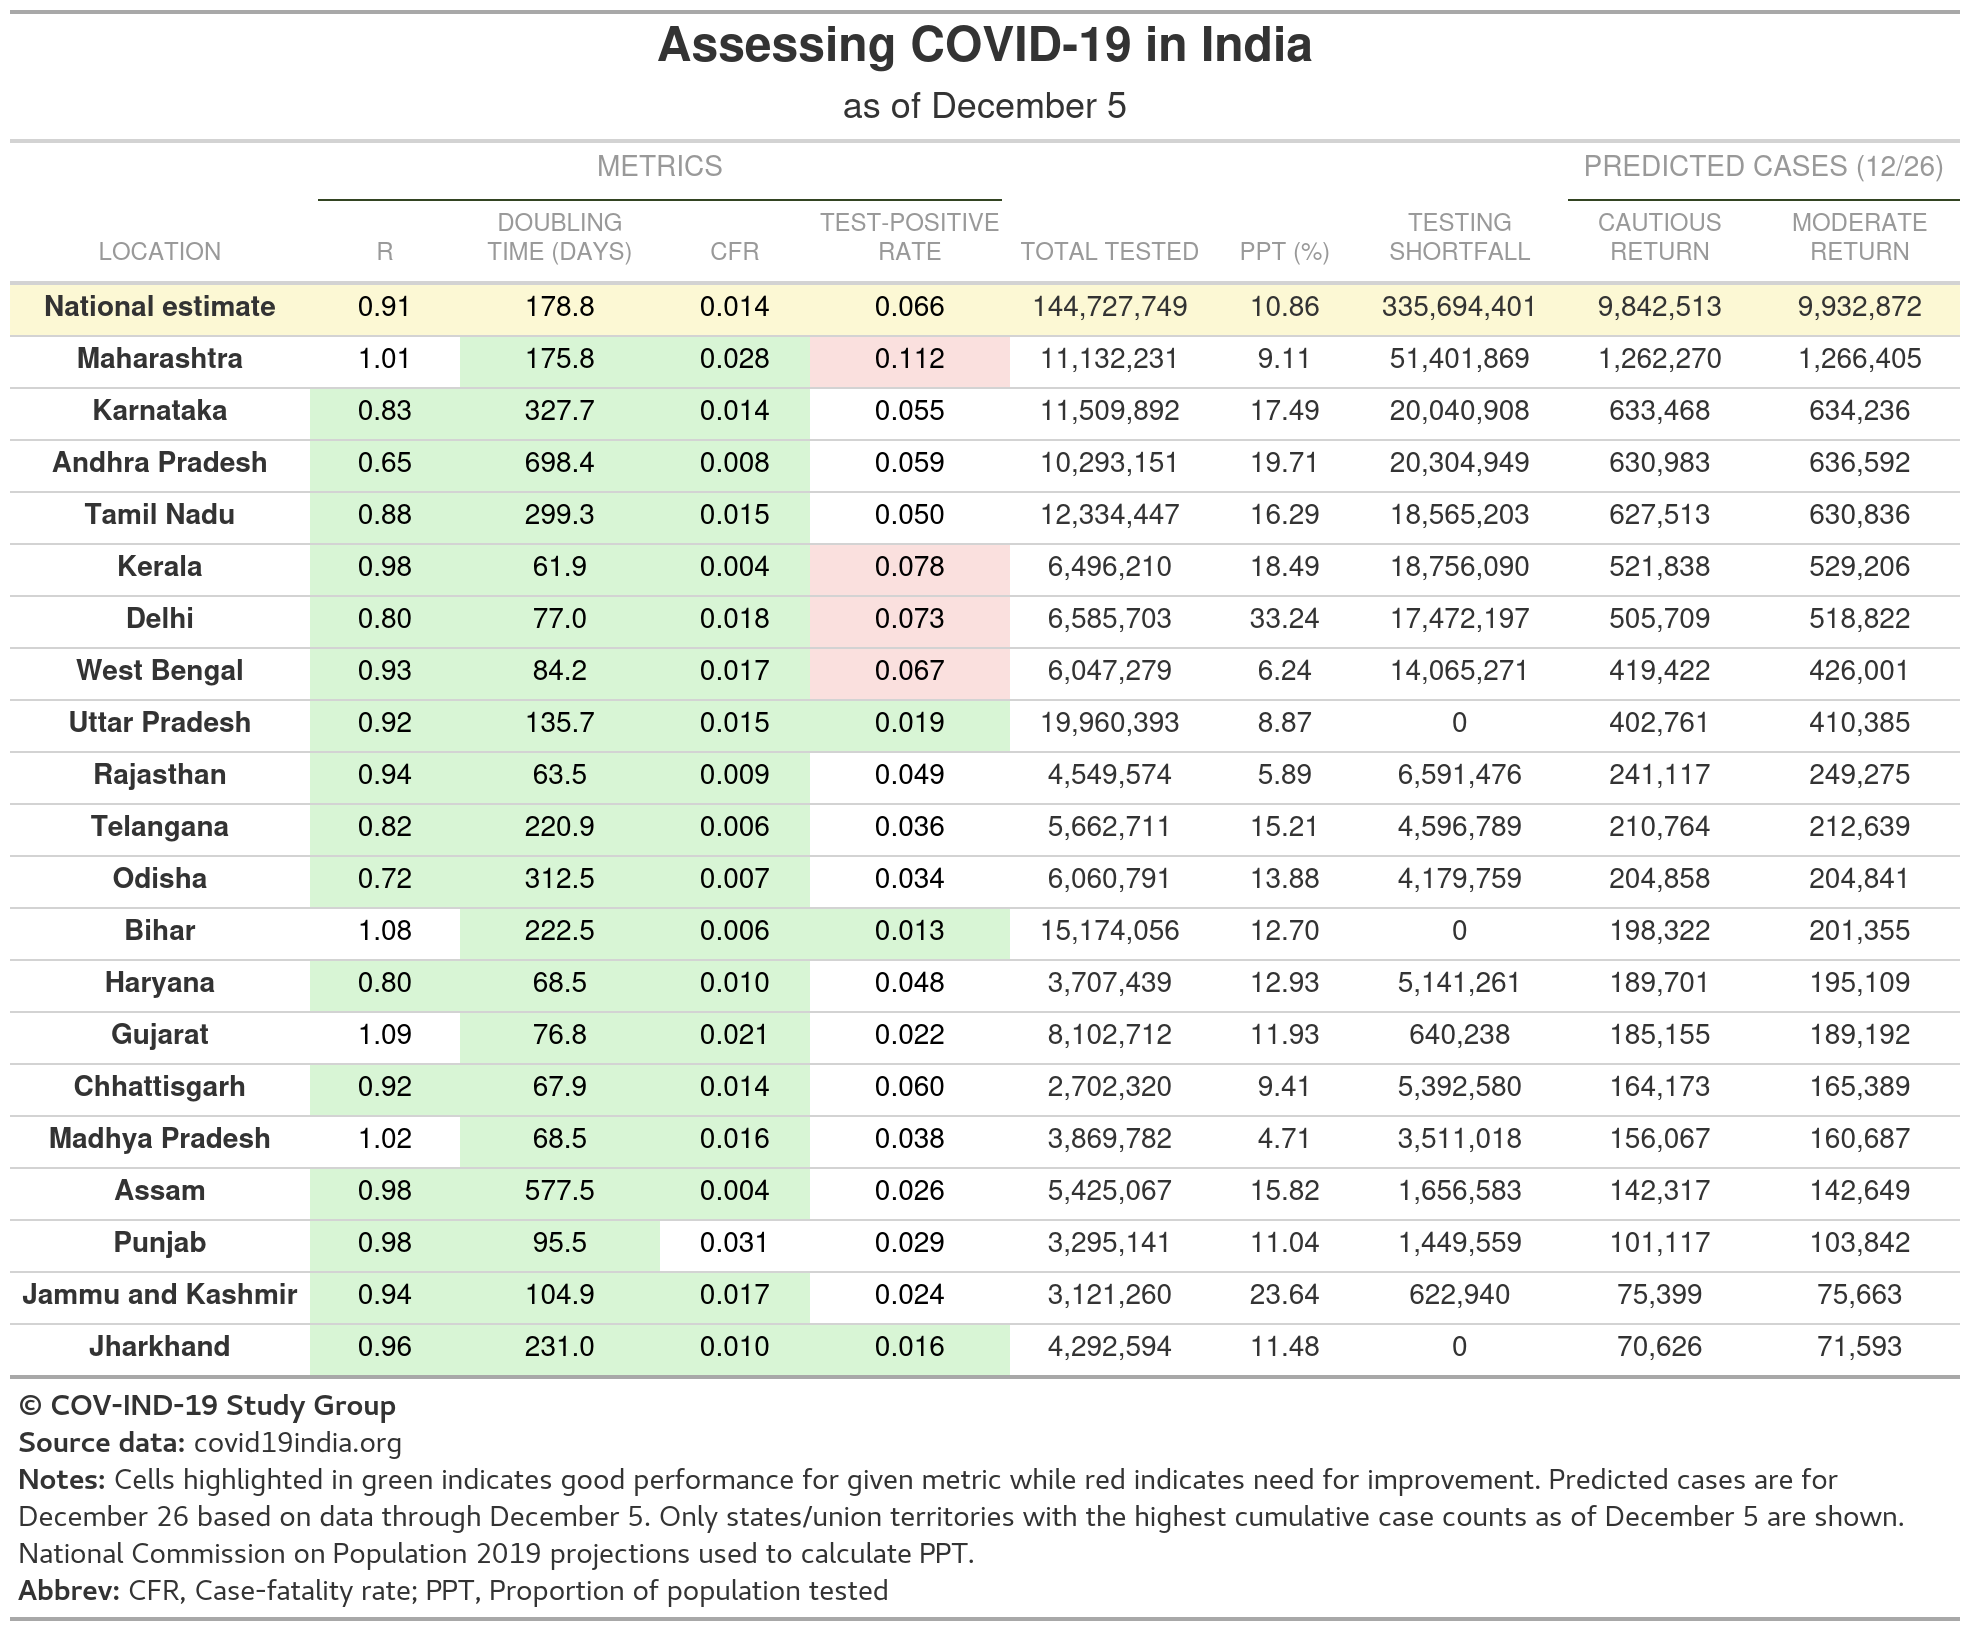 Assessing COVID-19 in India
as of December 5
METRICS PREDICTED CASES (12/26)
LOCATION R DOUBLING TIME (DAYS) CFR TEST-POSITIVE RATE TOTAL TESTED PPT (%) TESTING SHORTFALL CAUTIOUS RETURN MODERATE RETURN
National estimate 0.91 178.8 0.014 0.066 144,727,749 10.86 335,694,401 9,842,513 9,932,872
Maharashtra 1.01 175.8 0.028 0.112 11,132,231 9.11 51,401,869 1,262,270 1,266,405
Karnataka 0.83 327.7 0.014 0.055 11,509,892 17.49 20,040,908 633,468 634,236
Andhra Pradesh 0.65 698.4 0.008 0.059 10,293,151 19.71 20,304,949 630,983 636,592
Tamil Nadu 0.88 299.3 0.015 0.050 12,334,447 16.29 18,565,203 627,513 630,836
Kerala 0.98 61.9 0.004 0.078 6,496,210 18.49 18,756,090 521,838 529,206
Delhi 0.80 77.0 0.018 0.073 6,585,703 33.24 17,472,197 505,709 518,822
West Bengal 0.93 84.2 0.017 0.067 6,047,279 6.24 14,065,271 419,422 426,001
Uttar Pradesh 0.92 135.7 0.015 0.019 19,960,393 8.87 0 402,761 410,385
Rajasthan 0.94 63.5 0.009 0.049 4,549,574 5.89 6,591,476 241,117 249,275
Telangana 0.82 220.9 0.006 0.036 5,662,711 15.21 4,596,789 210,764 212,639
Odisha 0.72 312.5 0.007 0.034 6,060,791 13.88 4,179,759 204,858 204,841
Bihar 1.08 222.5 0.006 0.013 15,174,056 12.70 0 198,322 201,355
Haryana 0.80 68.5 0.010 0.048 3,707,439 12.93 5,141,261 189,701 195,109
Gujarat 1.09 76.8 0.021 0.022 8,102,712 11.93 640,238 185,155 189,192
Chhattisgarh 0.92 67.9 0.014 0.060 2,702,320 9.41 5,392,580 164,173 165,389
Madhya Pradesh 1.02 68.5 0.016 0.038 3,869,782 4.71 3,511,018 156,067 160,687
Assam 0.98 577.5 0.004 0.026 5,425,067 15.82 1,656,583 142,317 142,649
Punjab 0.98 95.5 0.031 0.029 3,295,141 11.04 1,449,559 101,117 103,842
Jammu and Kashmir 0.94 104.9 0.017 0.024 3,121,260 23.64 622,940 75,399 75,663
Jharkhand 0.96 231.0 0.010 0.016 4,292,594 11.48 0 70,626 71,593
© COV-IND-19 Study Group
Source data: covid19india.org
Notes: Cells highlighted in green indicates good performance for given metric while red indicates need for improvement. Predicted cases are for
December 26 based on data through December 5. Only states/union territories with the highest cumulative case counts as of December 5 are shown.
National Commission on Population 2019 projections used to calculate PPT.
Abbrev: CFR, Case-fatality rate; PPT, Proportion of population tested